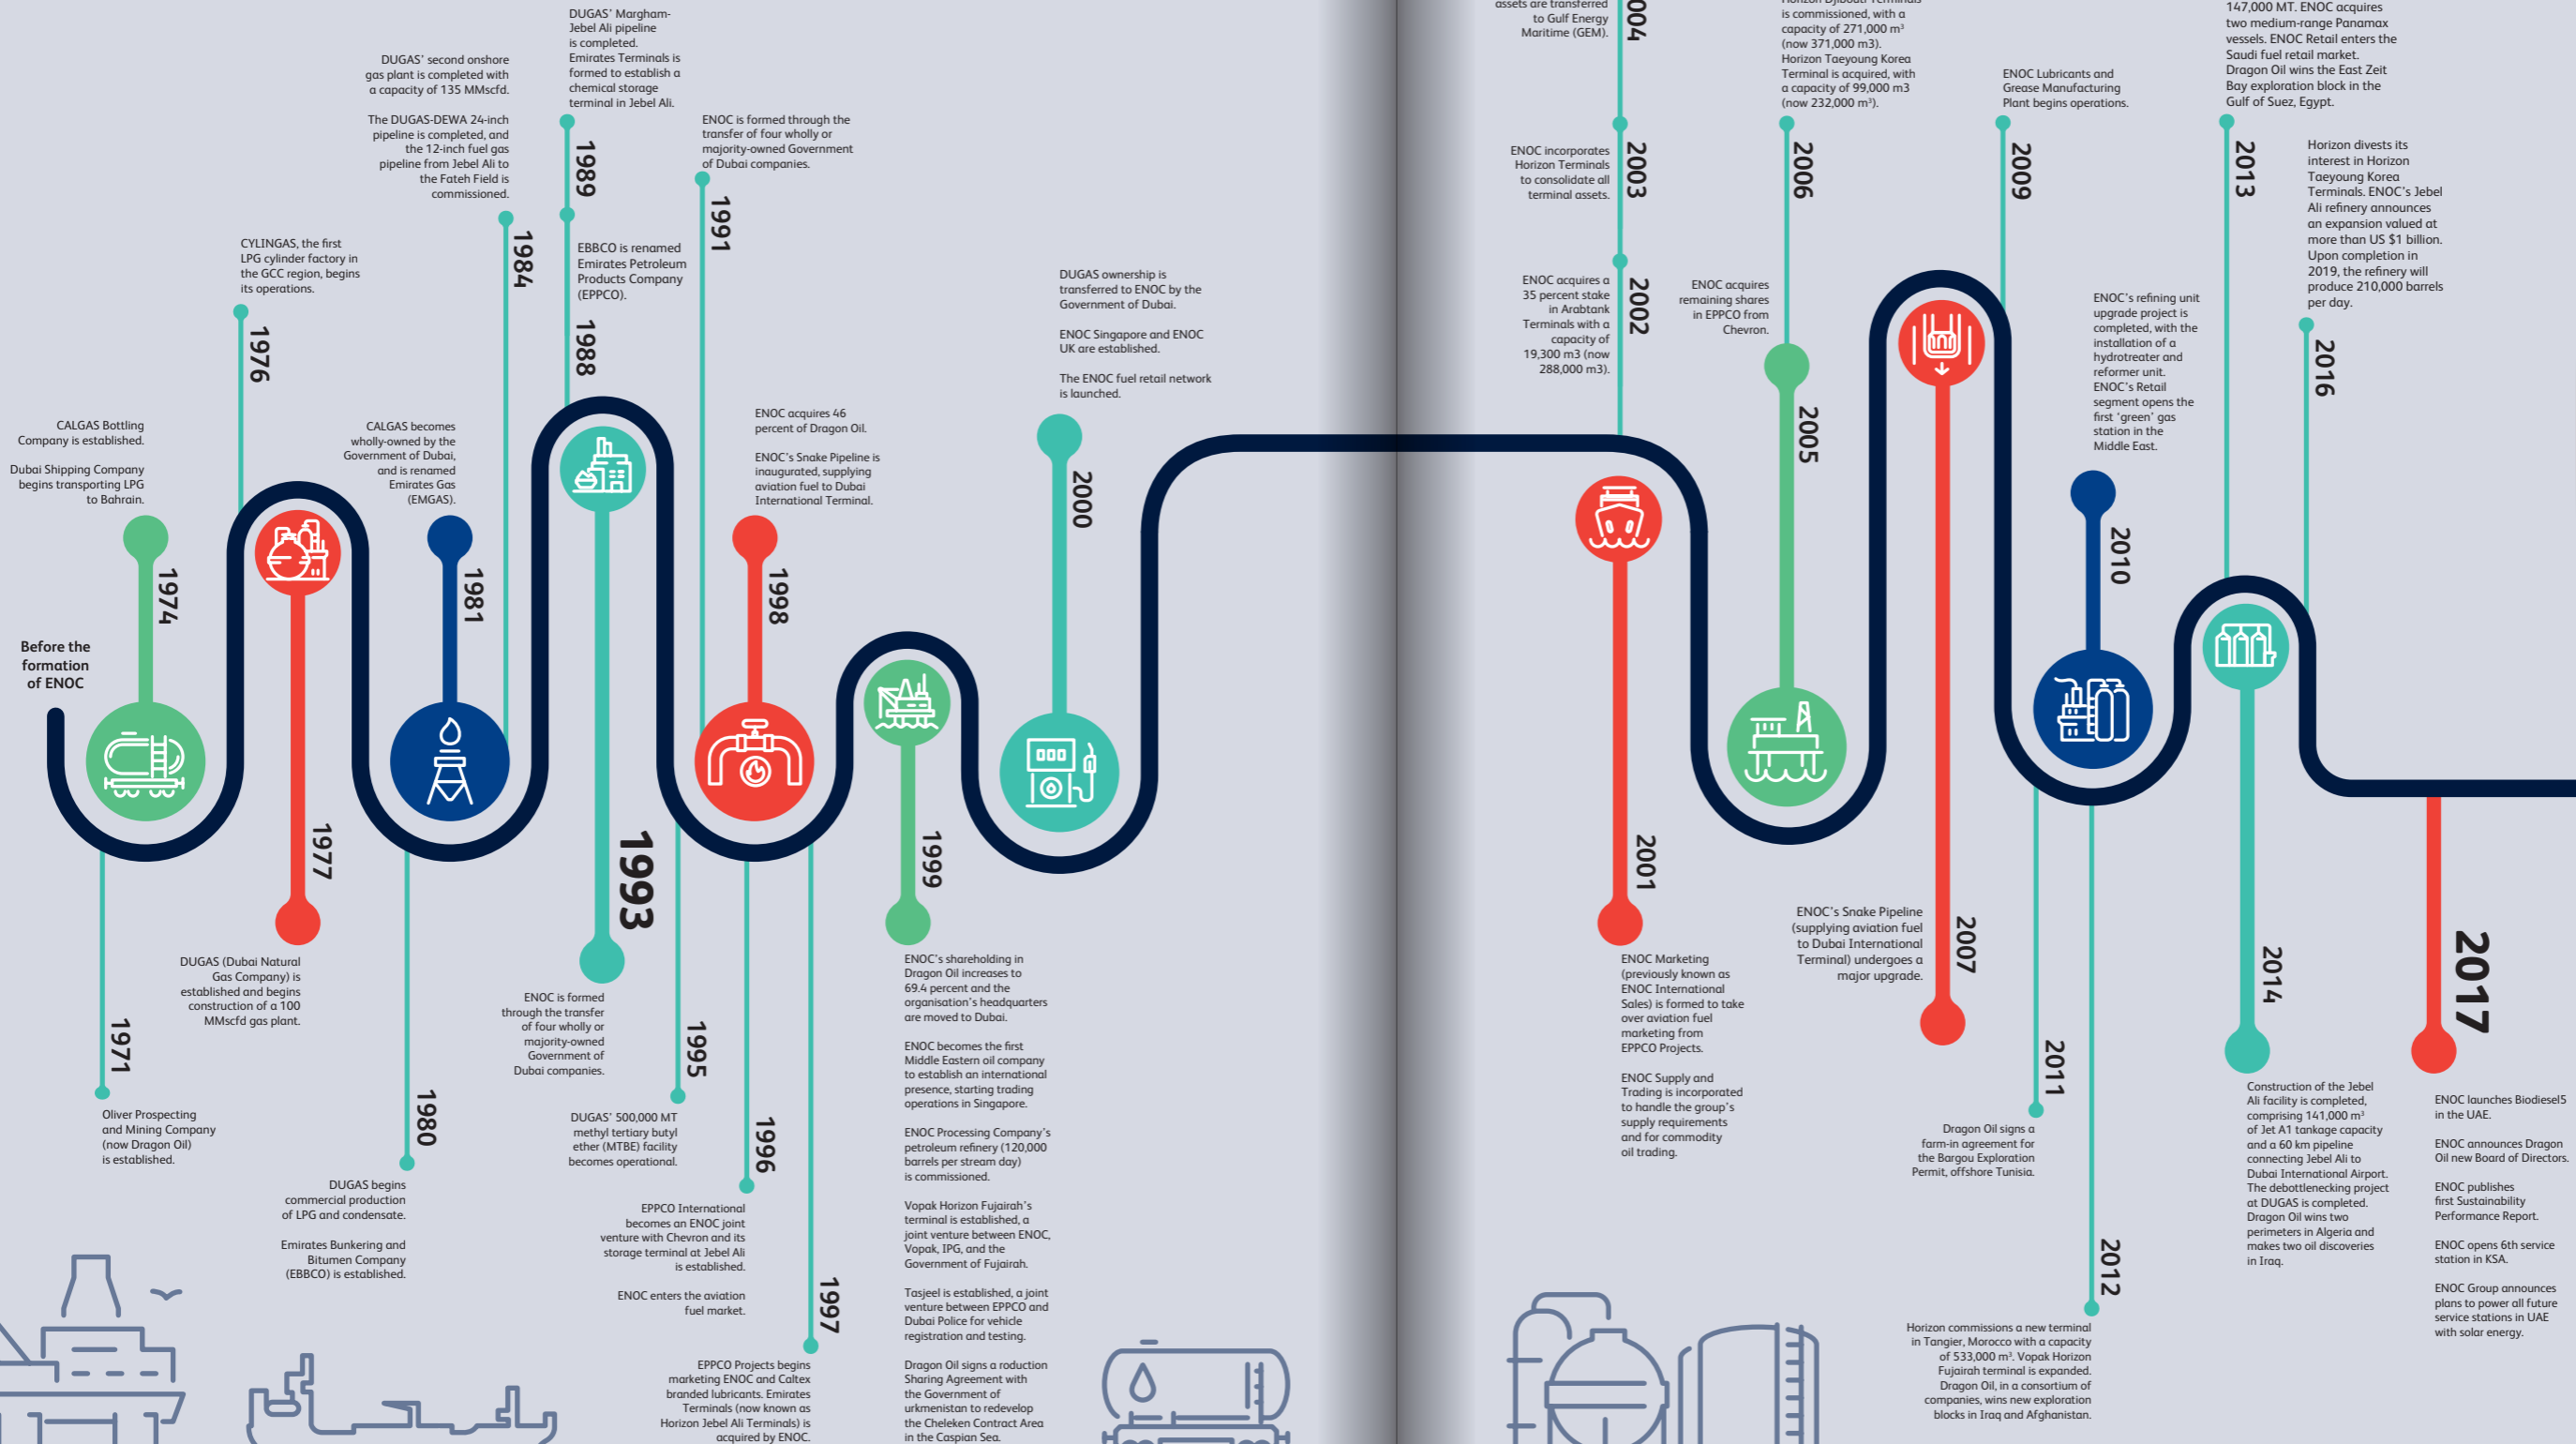 Before the
formation
of ENOC
1971
Oliver Prospecting
and Mining Company
(now Dragon Oil)
is established.
CALGAS Bottling
Company is established.
Dubai Shipping Company
begins transporting LPG
to Bahrain.
1974
CYLINGAS, the first
LPG cylinder factory in
the GCC region, begins
its operations.
1976
1977
DUGAS (Dubai Natural
Gas Company) is
established and begins
construction of a 100
MMscfd gas plant.
1980
DUGAS begins
commercial production
of LPG and condensate.
Emirates Bunkering and
Bitumen Company
(EBBCO) is established.
CALGAS becomes
wholly-owned by the
Government of Dubai,
and is renamed
Emirates Gas
(EMGAS).
1981
DUGAS' second onshore
gas plant is completed with
a capacity of 135 MMscfd.
The DUGAS-DEWA 24-inch
pipeline is completed, and
the 12-inch fuel gas
pipeline from Jebel Ali to
the Fateh Field is
commissioned.
1984
EBBCO is renamed
Emirates Petroleum
Products Company
(EPPCO).
1988
DUGAS' Margham-
Jebel Ali pipeline
is completed.
Emirates Terminals is
formed to establish a
chemical storage
terminal in Jebel Ali.
1989
ENOC is formed through the
transfer of four wholly or
majority-owned Government
of Dubai companies.
1991
1993
ENOC is formed
through the transfer
of four wholly or
majority-owned
Government of
Dubai companies.
1995
DUGAS' 500,000 MT
methyl tertiary butyl
ether (MTBE) facility
becomes operational.
1996
EPPCO International
becomes an ENOC joint
venture with Chevron and its
storage terminal at Jebel Ali
is established.
ENOC enters the aviation
fuel market.
1997
EPPCO Projects begins
marketing ENOC and Caltex
branded lubricants. Emirates
Terminals (now known as
Horizon Jebel Ali Terminals) is
acquired by ENOC.
ENOC acquires 46
percent of Dragon Oil.
ENOC's Snake Pipeline is
inaugurated, supplying
aviation fuel to Dubai
International Terminal.
1998
1999
ENOC's shareholding in
Dragon Oil increases to
69.4 percent and the
organisation's headquarters
are moved to Dubai.
ENOC becomes the first
Middle Eastern oil company
to establish an international
presence, starting trading
operations in Singapore.
ENOC Processing Company's
petroleum refinery (120,000
barrels per stream day)
is commissioned.
Vopak Horizon Fujairah's
terminal is established, a
joint venture between ENOC,
Vopak, IPG, and the
Government of Fujairah.
Tasjeel is established, a joint
venture between EPPCO and
Dubai Police for vehicle
registration and testing.
Dragon Oil signs a roduction
Sharing Agreement with
the Government of
urkmenistan to redevelop
the Cheleken Contract Area
in the Caspian Sea.
DUGAS ownership is
transferred to ENOC by the
Government of Dubai.
ENOC Singapore and ENOC
UK are established.
The ENOC fuel retail network
is launched.
2000
2001
ENOC Marketing
(previously known as
ENOC International
Sales) is formed to take
over aviation fuel
marketing from
EPPCO Projects.
ENOC Supply and
Trading is incorporated
to handle the group's
supply requirements
and for commodity
oil trading.
ENOC acquires a
35 percent stake
in Arabtank
Terminals with a
capacity of
19,300 m3 (now
288,000 m3).
2002
ENOC incorporates
Horizon Terminals
to consolidate all
terminal assets.
2003
assets are transferred
to Gulf Energy
Maritime (GEM).
004
ENOC acquires
remaining shares
in EPPCO from
Chevron.
2005
Horizon Djibouti Terminals
is commissioned, with a
capacity of 271,000 m³
(now 371,000 m3).
Horizon Taeyoung Korea
Terminal is acquired, with
a capacity of 99,000 m3
(now 232,000 m³).
2006
ENOC's Snake Pipeline
(supplying aviation fuel
to Dubai International
Terminal) undergoes a
major upgrade.
2007
ENOC Lubricants and
Grease Manufacturing
Plant begins operations.
2009
ENOC's refining unit
upgrade project is
completed, with the
installation of a
hydrotreater and
reformer unit.
ENOC's Retail
segment opens the
first 'green' gas
station in the
Middle East.
2010
2011
Dragon Oil signs a
farm-in agreement for
the Bargou Exploration
Permit, offshore Tunisia.
2012
Horizon commissions a new terminal
in Tangier, Morocco with a capacity
of 533,000 m³. Vopak Horizon
Fujairah terminal is expanded.
Dragon Oil, in a consortium of
companies, wins new exploration
blocks in Iraq and Afghanistan.
147,000 MT. ENOC acquires
two medium-range Panamax
vessels. ENOC Retail enters the
Saudi fuel retail market.
Dragon Oil wins the East Zeit
Bay exploration block in the
Gulf of Suez, Egypt.
2013
2014
Construction of the Jebel
Ali facility is completed,
comprising 141,000 m³
of Jet A1 tankage capacity
and a 60 km pipeline
connecting Jebel Ali to
Dubai International Airport.
The debottlenecking project
at DUGAS is completed.
Dragon Oil wins two
perimeters in Algeria and
makes two oil discoveries
in Iraq.
Horizon divests its
interest in Horizon
Taeyoung Korea
Terminals. ENOC's Jebel
Ali refinery announces
an expansion valued at
more than US $1 billion.
Upon completion in
2019, the refinery will
produce 210,000 barrels
per day.
2016
2017
ENOC launches Biodiesel5
in the UAE.
ENOC announces Dragon
Oil new Board of Directors.
ENOC publishes
first Sustainability
Performance Report.
ENOC opens 6th service
station in KSA.
ENOC Group announces
plans to power all future
service stations in UAE
with solar energy.